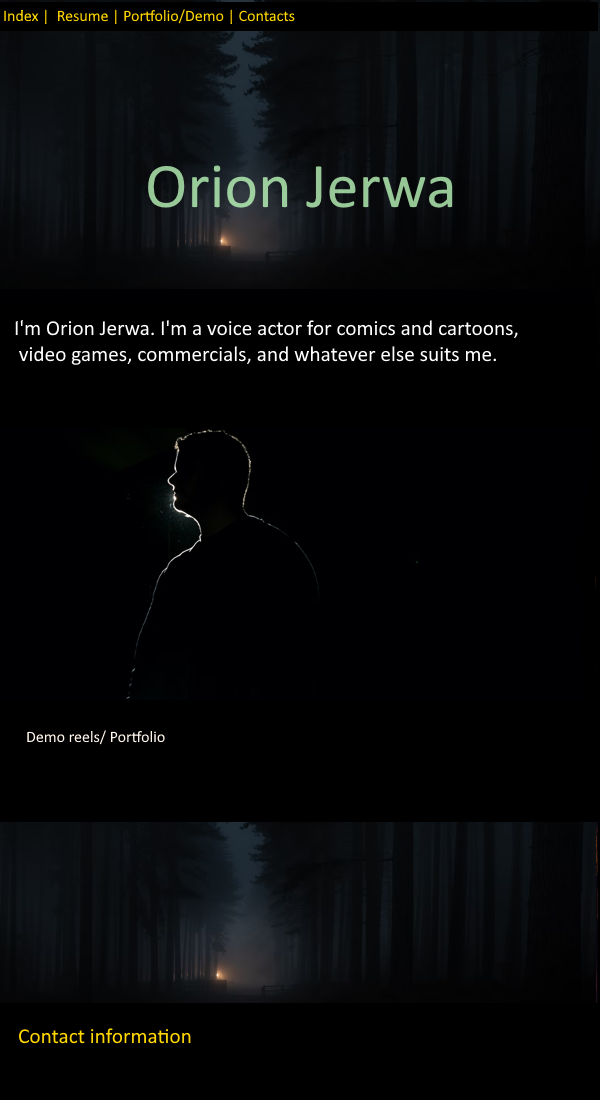 Index |  Resume | Portfolio/Demo | Contacts
Orion Jerwa
I'm Orion Jerwa. I'm a voice actor for comics and cartoons,
video games, commercials, and whatever else suits me.
Demo reels/ Portfolio
Contact information